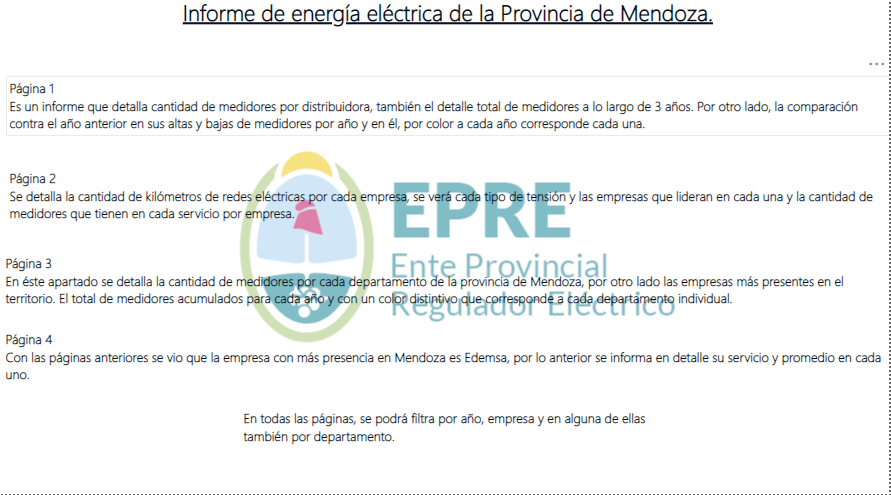 Informe de energía eléctrica de la Provincia de Mendoza.
Página 1
Es un informe que detalla cantidad de medidores por distribuidora, también el detalle total de medidores a lo largo de 3 años. Por otro lado, la comparación
contra el año anterior en sus altas y bajas de medidores por año y en él, por color a cada año corresponde cada una.
Página 2
Se detalla la cantidad de kilómetros de redes eléctricas por cada empresa, se verá cada tipo de tensión y las empresas que lideran en cada una y la cantidad de
medidores que tienen en cada servicio por empresa.
EPRE
Ente Provincial
Regulador Eléctrico
Página 3
En éste apartado se detalla la cantidad de medidores por cada departamento de la provincia de Mendoza, por otro lado las empresas más presentes en el
territorio. El total de medidores acumulados para cada año y con un color distintivo que corresponde a cada departamento individual.
Página 4
Con las páginas anteriores se vio que la empresa con más presencia en Mendoza es Edemsa, por lo anterior se informa en detalle su servicio y promedio en cada
uno.
En todas las páginas, se podrá filtra por año, empresa y en alguna de ellas
también por departamento.